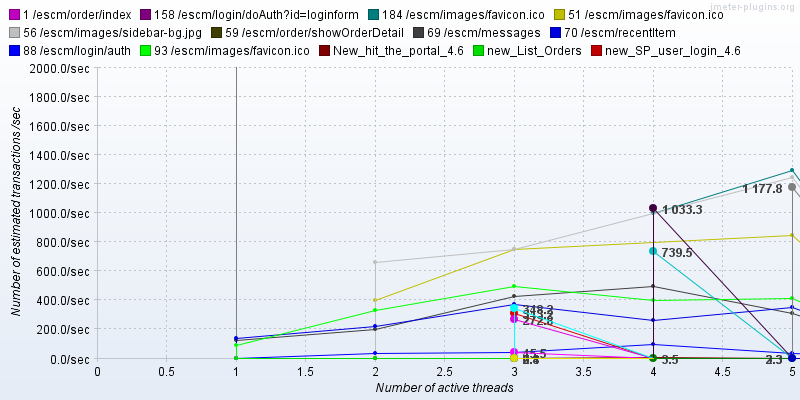 jmeter-plugins.org
1 /escm/order/index 158 /escm/login/doAuth?id=loginform 184 /escm/images/favicon.ico 51 /escm/images/favicon.ico
56 /escm/images/sidebar-bg.jpg 59 /escm/order/showOrderDetail 69 /escm/messages 70 /escm/recentItem
88 /escm/login/auth 93 /escm/images/favicon.ico New_hit_the_portal_4.6 new_List_Orders new_SP_user_login_4.6
2000.0/sec
1800.0/sec
1600.0/sec
1400.0/sec
1200.0/sec
1000.0/sec
800.0/sec
600.0/sec
400.0/sec
200.0/sec
0.0/sec
Number of estimated transactions /sec
1 177.8
1 033.3
739.5
272.8
45.5
3.5
0 0.5 1 1.5 2 2.5 3 3.5 4 4.5 5
Number of active threads